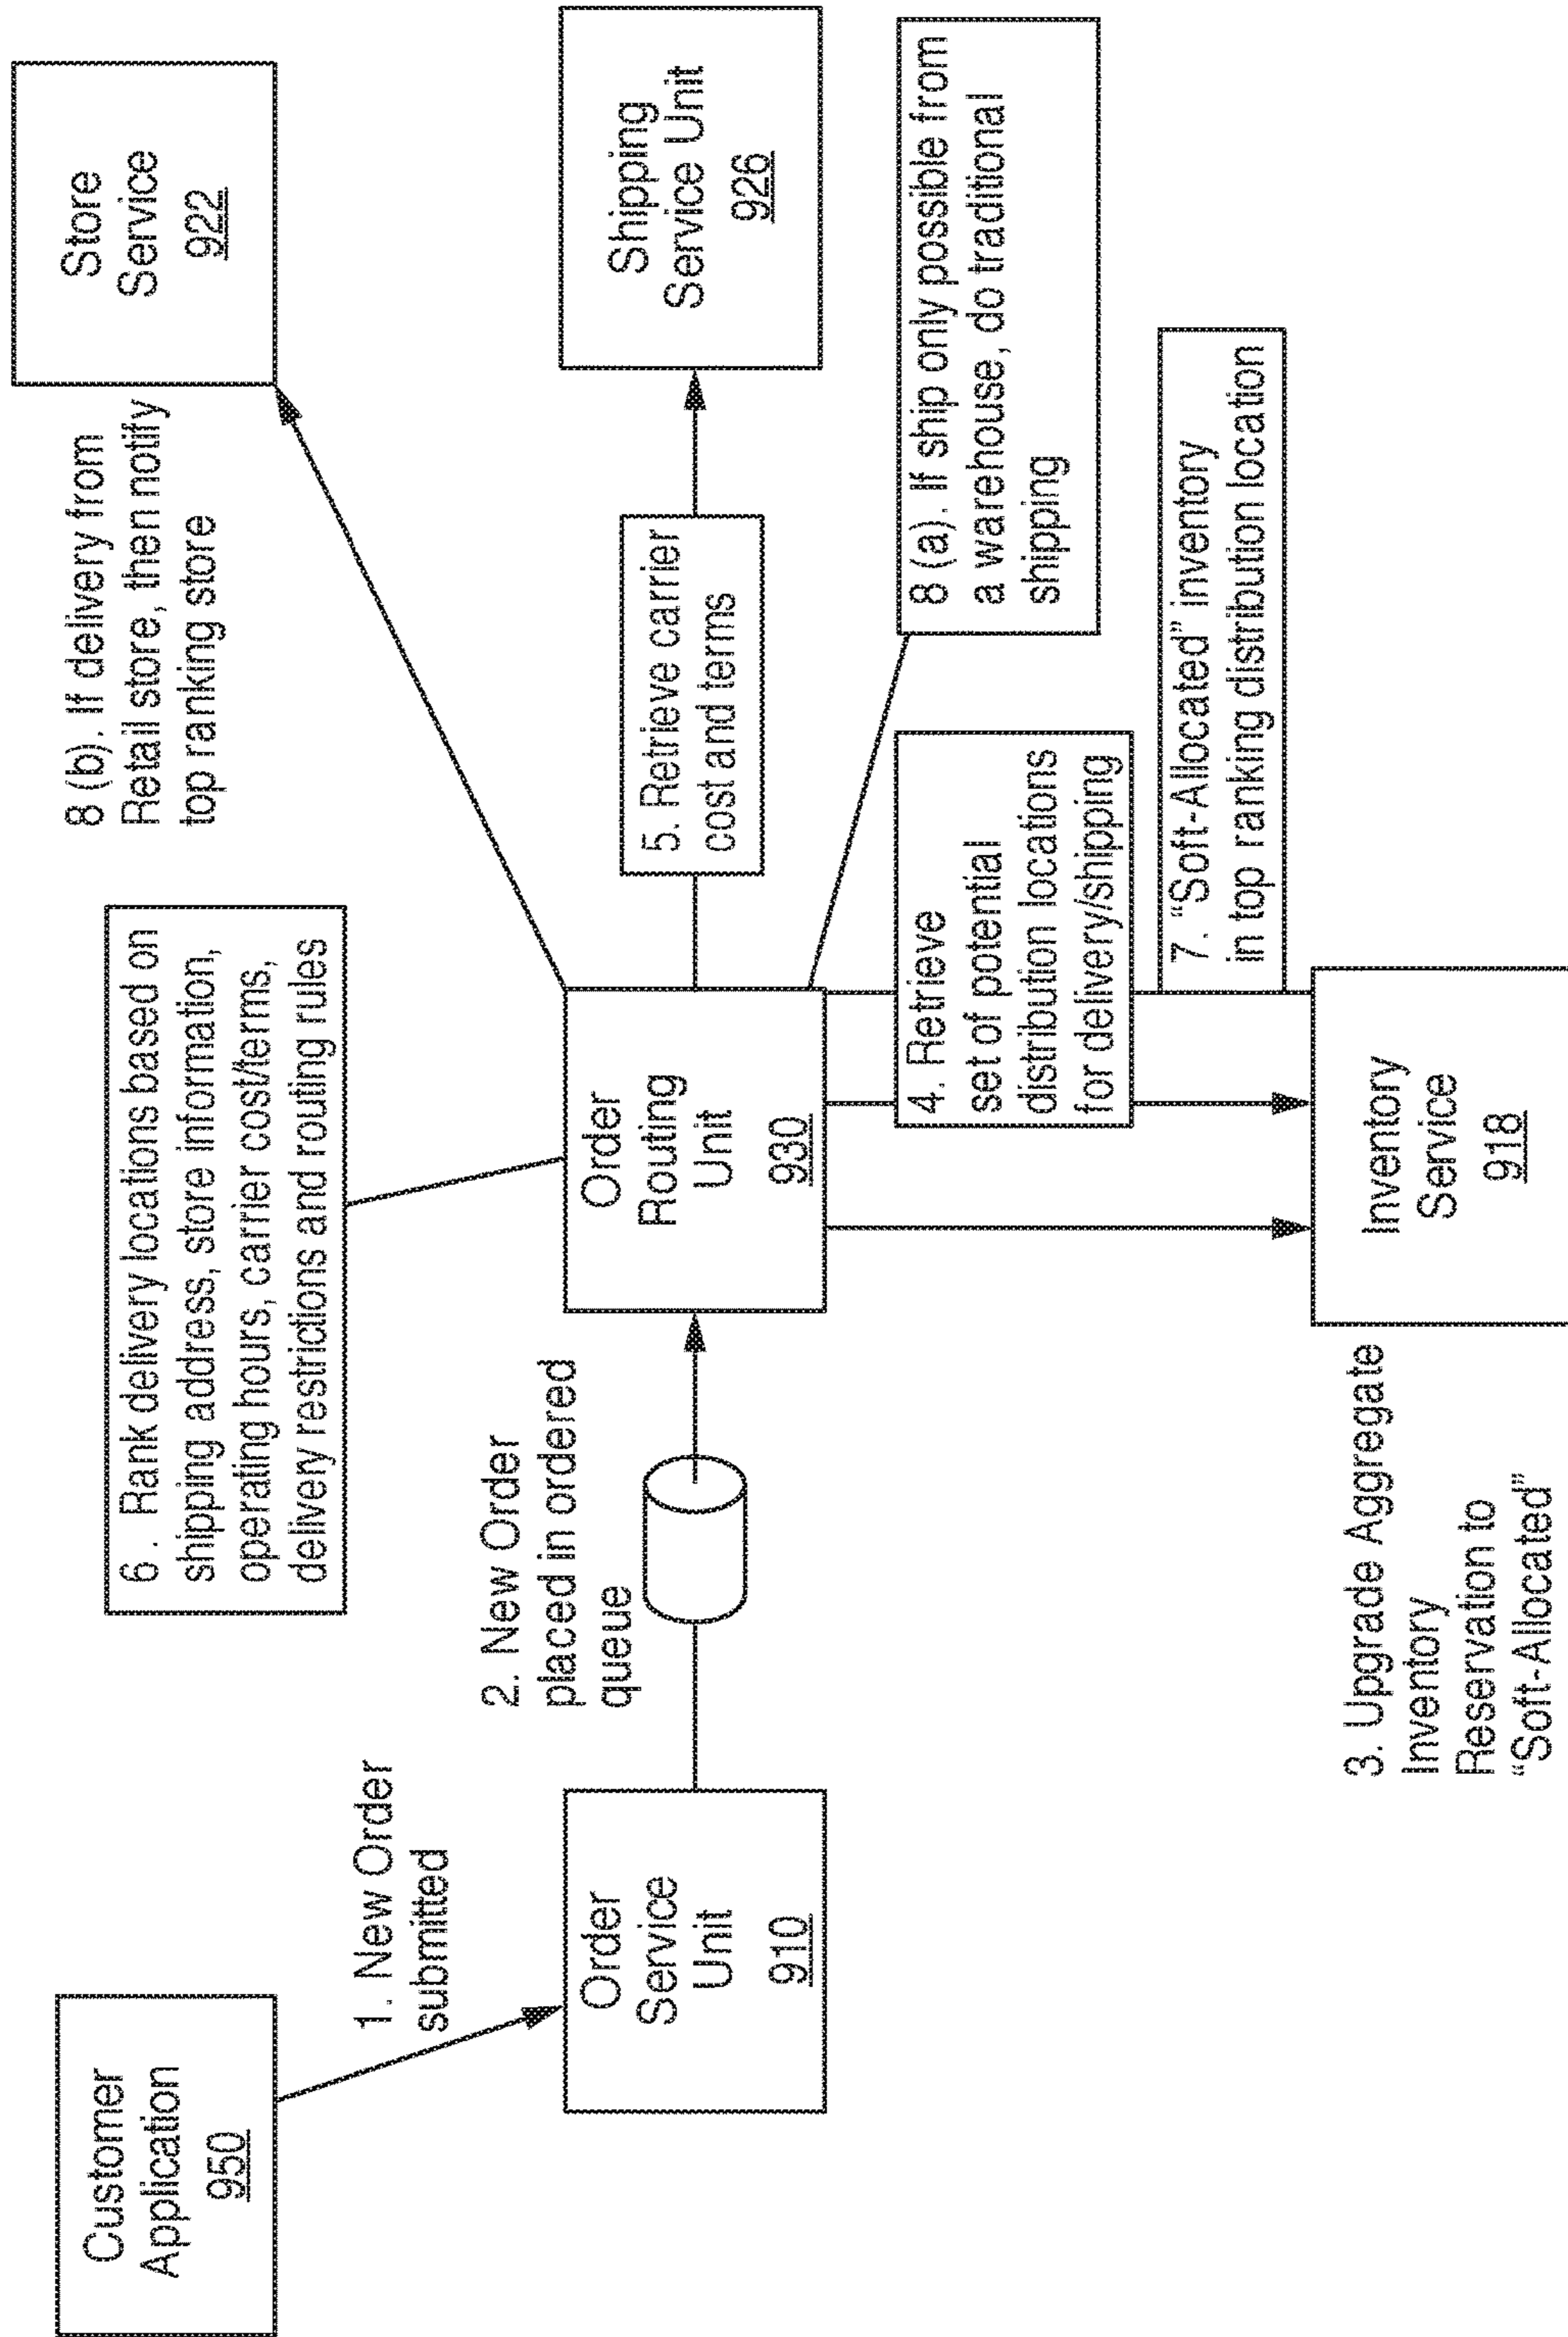 Customer
Application
950
1. New Order
submitted
Order
Service
Unit
910
2. New Order
placed in ordered
queue
6 . Rank delivery locations based on
shipping address, store information,
operating hours, carrier cost/terms,
delivery restrictions and routing rules
Order
Routing
Unit
930
3. Upgrade Aggregate
Inventory
Reservation to
“Soft-Allocated”
Inventory
Service
918
4. Retrieve
set of potential
distribution locations
for delivery/shipping
5. Retrieve carrier
cost and terms
7. “Soft-Allocated” inventory
in top ranking distribution location
8 (a). If ship only possible from
a warehouse, do traditional
shipping
8 (b). If delivery from
Retail store, then notify
top ranking store
Store
Service
922
Shipping
Service Unit
926